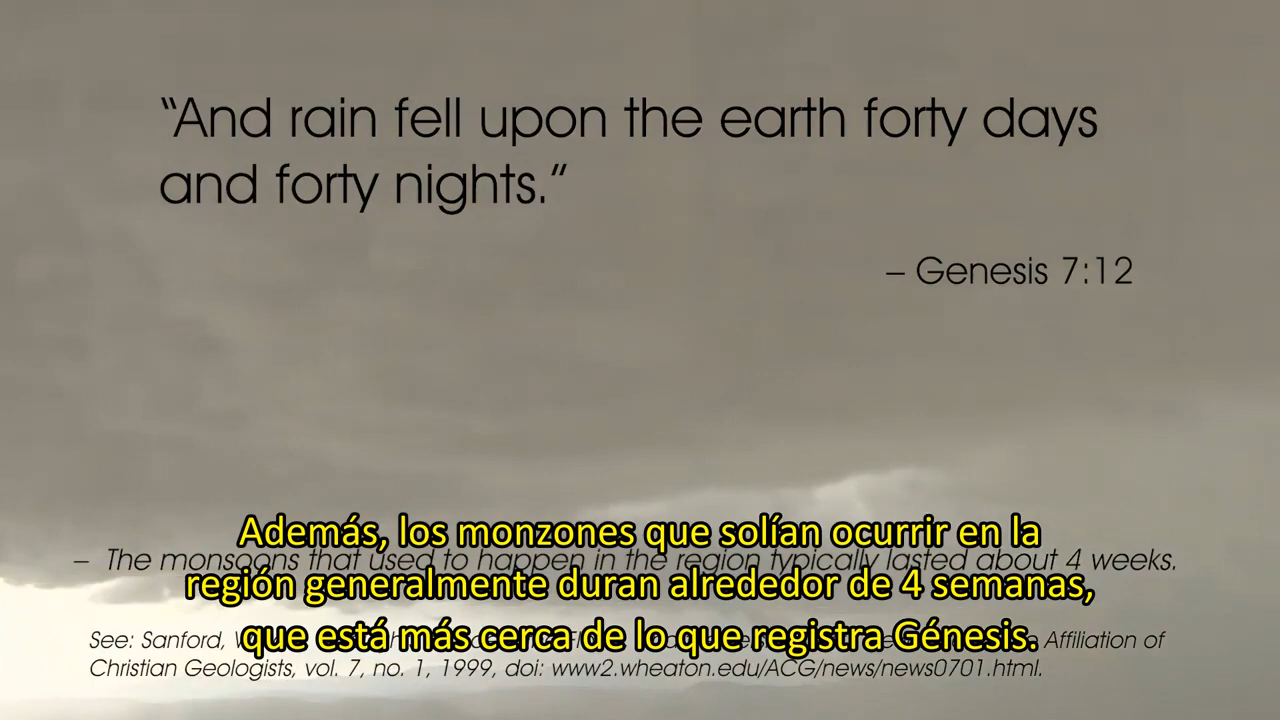 “And rain fell upon the earth forty days
and forty nights.”
– Genesis 7:12
Además, los monzones que solían ocurrir en la
– The monsoons that used to happen in the region typically lasted about 4 weeks.
región generalmente duran alrededor de 4 semanas,
que está más cerca de lo que registra Génesis.
See: Sanford, Affiliation of
Christian Geologists, vol. 7, no. 1, 1999, doi: www2.wheaton.edu/ACG/news/news0701.html.